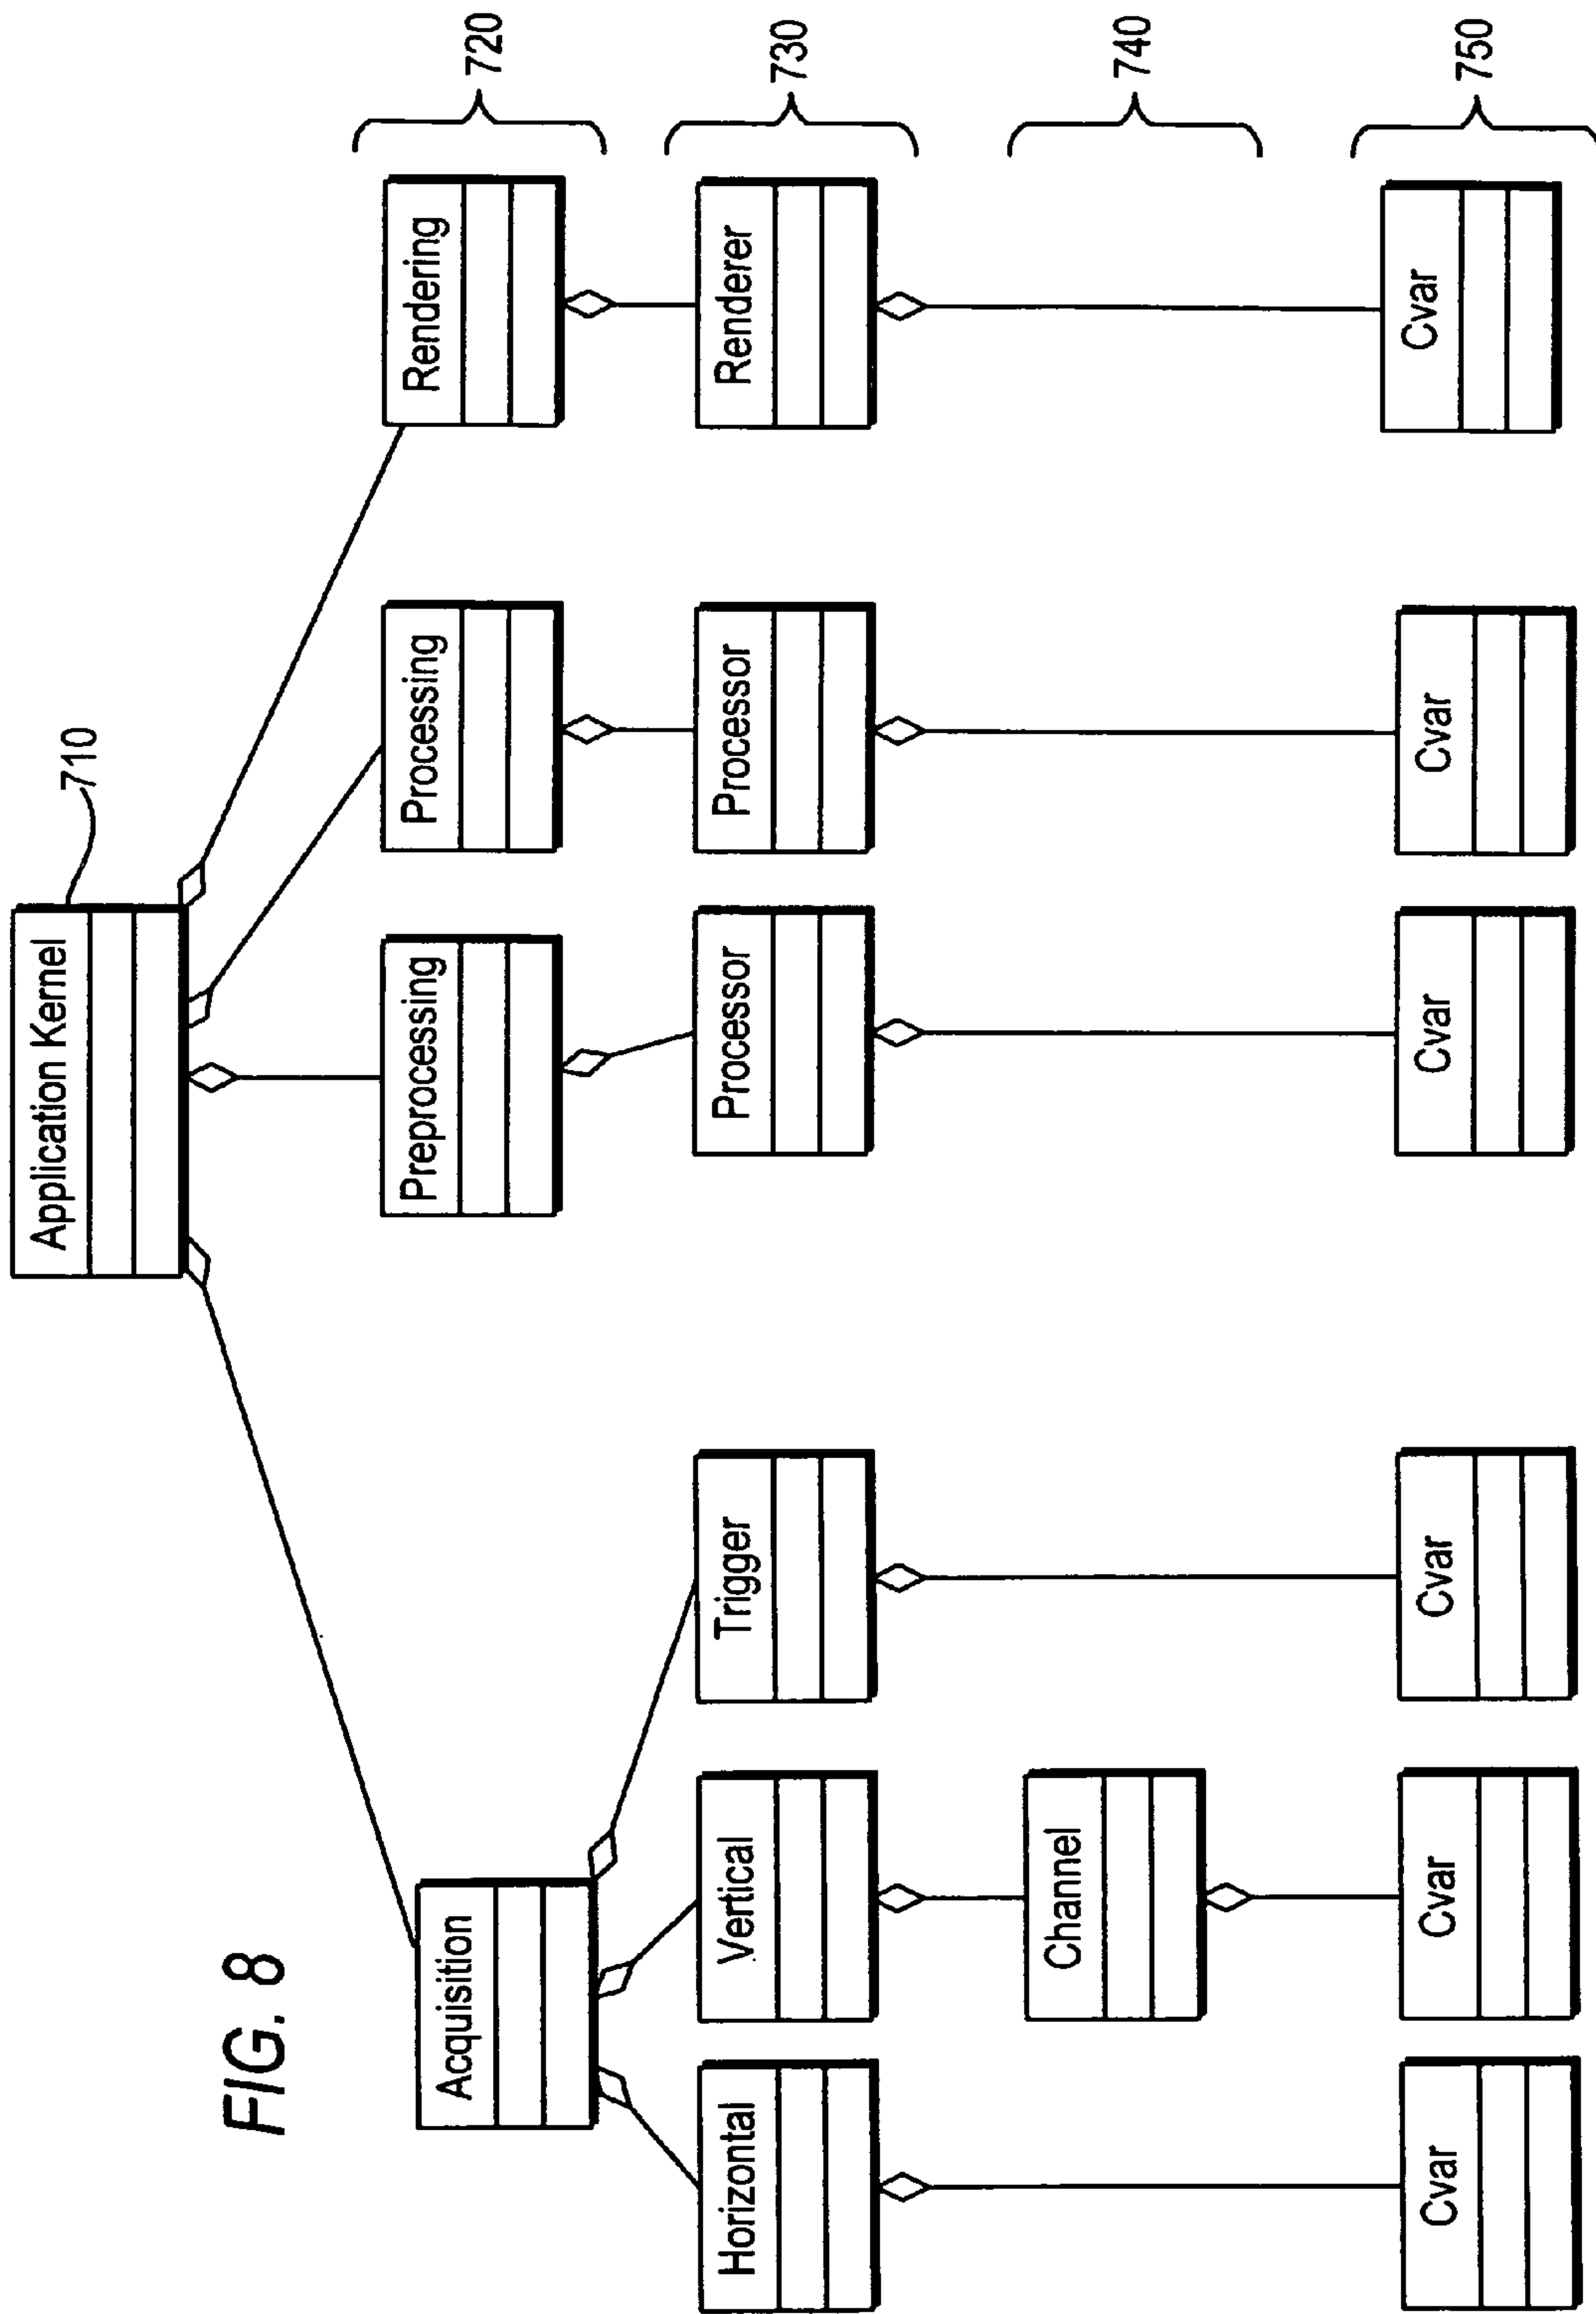 FIG. 8
Application Kernel
710
Acquisition
Preprocessing
Processing
Rendering
720
Horizontal
Vertical
Trigger
Processor
Processor
Renderer
730
Channel
740
Cvar
Cvar
Cvar
Cvar
Cvar
Cvar
750